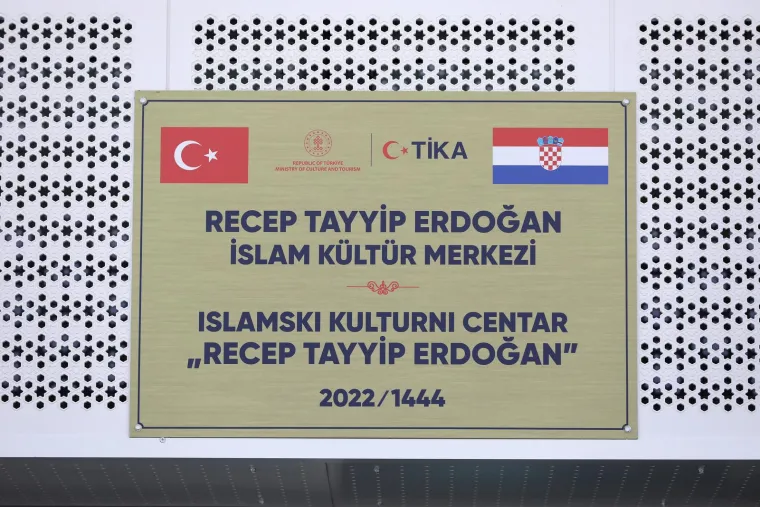 REPUBLIC OF TÜRKİYE
MINISTRY OF CULTURE AND TOURISM
TİKA
RECEP TAYYİP ERDOĞAN
İSLAM KÜLTÜR MERKEZİ
ISLAMSKI KULTURNI CENTAR
„RECEP TAYYİP ERDOĞAN”
2022/1444